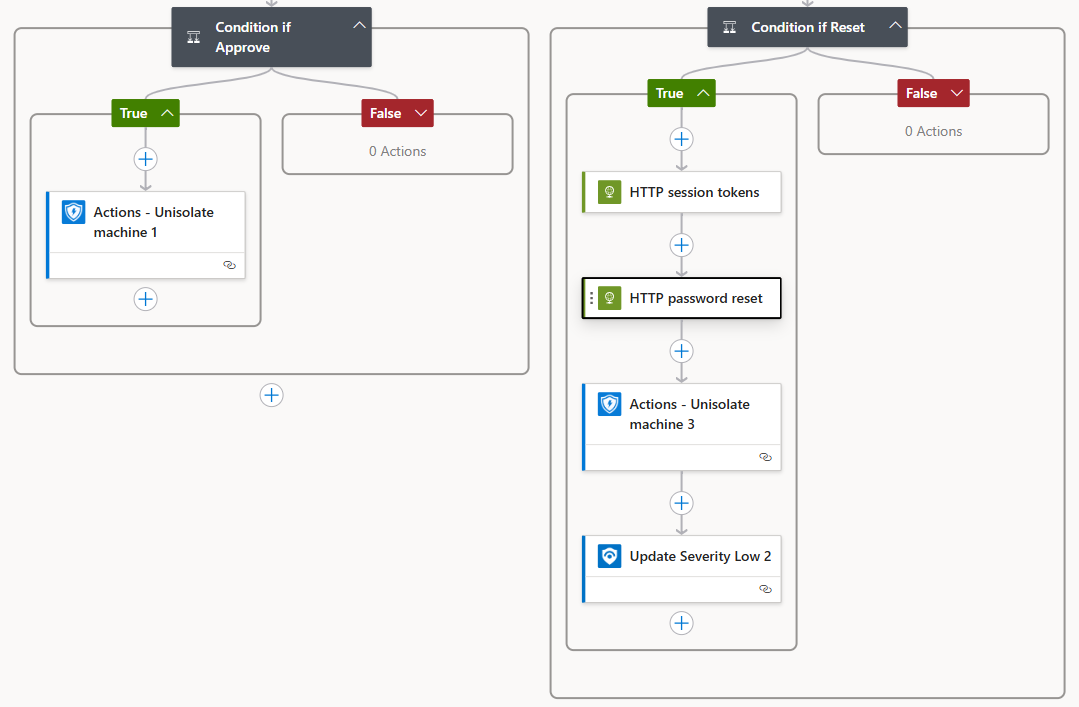 Condition if
Approve
True
False
0 Actions
Actions - Unisolate
machine 1
Condition if Reset
True
False
0 Actions
HTTP session tokens
HTTP password reset
Actions - Unisolate
machine 3
Update Severity Low 2